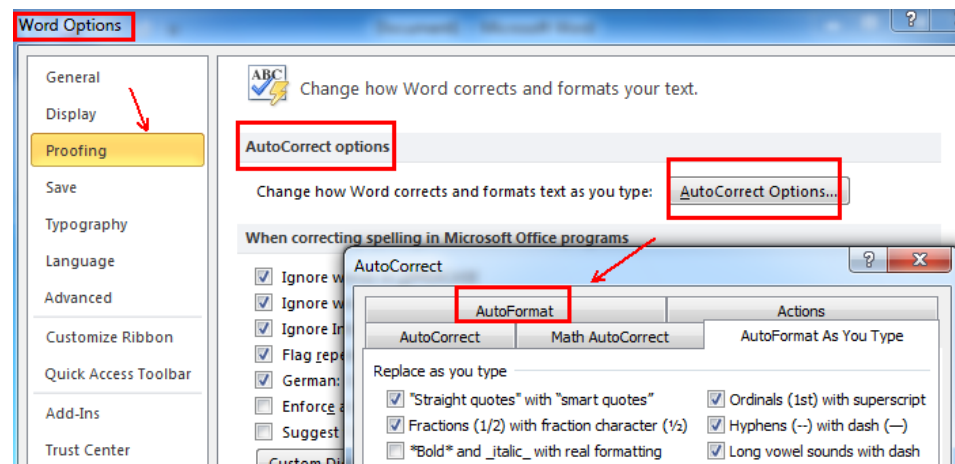 Word Options
General
Display
Proofing
Save
Typography
Language
Advanced
Customize Ribbon
Quick Access Toolbar
Add-Ins
Trust Center
ABC
Change how Word corrects and formats your text.
AutoCorrect options
Change how Word corrects and formats text as you type:
AutoCorrect Options...
When correcting spelling in Microsoft Office programs
Ignore
Ignore
Ignore
Flag
German:
Enforce
Suggest
AutoCorrect
AutoFormat Actions
AutoCorrect Math AutoCorrect AutoFormat As You Type
Replace as you type
"Straight quotes" with “smart quotes” Ordinals (1st) with superscript
Fractions (1/2) with fraction character (½) Hyphens (--) with dash (—)
*Bold* and _italic_ with real formatting Long vowel sounds with dash